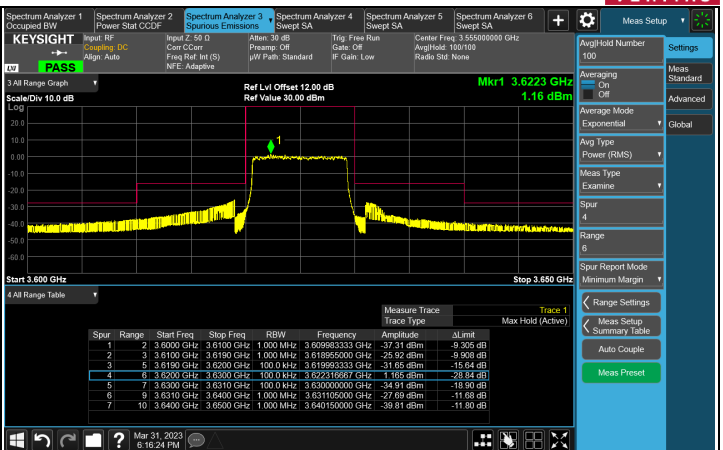 Spectrum Analyzer 1 Spectrum Analyzer 2 Spectrum Analyzer 3 Spectrum Analyzer 4 Spectrum Analyzer 5 Spectrum Analyzer 6
Occupied BW Power Stat CCDF Spurious Emissions Swept SA Swept SA Swept SA
+ Meas Setup
KEYSIGHT Input: RF Input Z: 50 Ω Atten: 30 dB Trig: Free Run Center Freq: 3.555000000 GHz
Coupling: DC Corr CCorr Preamp: Off Gate: Off Avg|Hold: 100/100
Align: Auto Freq Ref: Int (S) µW Path: Standard IF Gain: Low Radio Std: None
NFE: Adaptive
LXI PASS
3 All Range Graph
Ref Lvl Offset 12.00 dB Mkr1 3.6223 GHz
Scale/Div 10.0 dB Ref Value 30.00 dBm 1.16 dBm
Log
20.0
10.0
0.00
-10.0
-20.0
-30.0
-40.0
-50.0
-60.0
1
Start 3.600 GHz Stop 3.650 GHz
4 All Range Table
Measure Trace Trace 1
Trace Type Max Hold (Active)
Spur Range Start Freq Stop Freq RBW Frequency Amplitude ΔLimit
1 2 3.6000 GHz 3.6100 GHz 1.000 MHz 3.609983333 GHz -37.31 dBm -9.305 dB
2 3 3.6100 GHz 3.6190 GHz 1.000 MHz 3.618955000 GHz -25.92 dBm -9.908 dB
3 5 3.6190 GHz 3.6200 GHz 100.0 kHz 3.619993333 GHz -31.65 dBm -15.64 dB
4 6 3.6200 GHz 3.6300 GHz 100.0 kHz 3.622316667 GHz 1.165 dBm -28.84 dB
5 7 3.6300 GHz 3.6310 GHz 100.0 kHz 3.630000000 GHz -34.91 dBm -18.90 dB
6 9 3.6310 GHz 3.6400 GHz 1.000 MHz 3.631105000 GHz -27.69 dBm -11.68 dB
7 10 3.6400 GHz 3.6500 GHz 1.000 MHz 3.640150000 GHz -39.81 dBm -11.80 dB
Avg|Hold Number
100
Averaging
On
Off
Average Mode
Exponential
Avg Type
Power (RMS)
Meas Type
Examine
Spur
4
Range
6
Spur Report Mode
Minimum Margin
Range Settings
Meas Setup
Summary Table
Auto Couple
Meas Preset
Settings
Meas
Standard
Advanced
Global
? Mar 31, 2023
6:16:24 PM